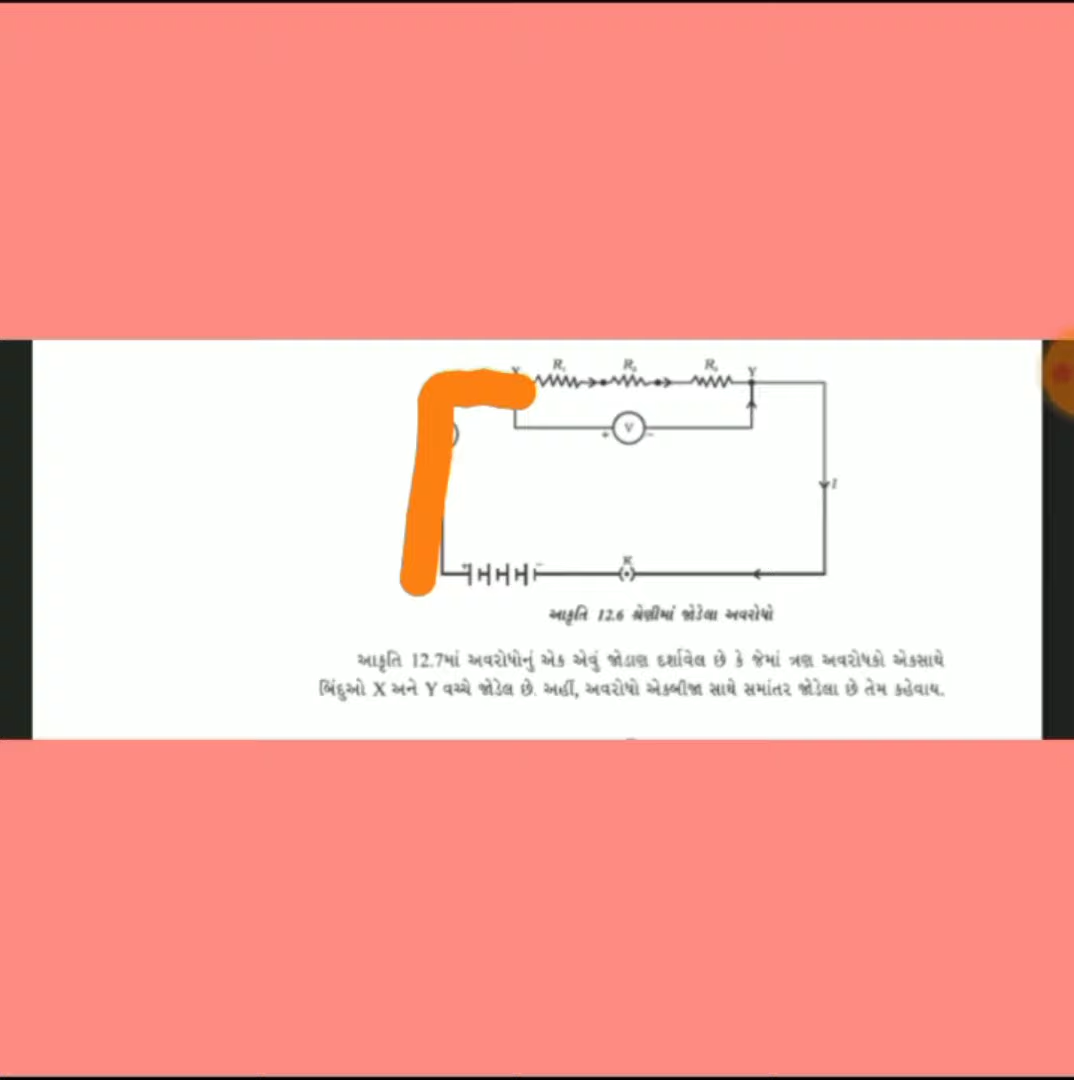 R₁ R₂ R₃ Y
+ V −
I
+ − K
આકૃતિ 12.6 શ્રેણીમાં જોડેલા અવરોધો
આકૃતિ 12.7માં અવરોધોનું એક એવું જોડાણ દર્શાવેલ છે કે જેમાં ત્રણ અવરોધકો એકસાથે
બિંદુઓ X અને Y વચ્ચે જોડેલ છે. અહીં, અવરોધો એકબીજા સાથે સમાંતર જોડેલા છે તેમ કહેવાય.